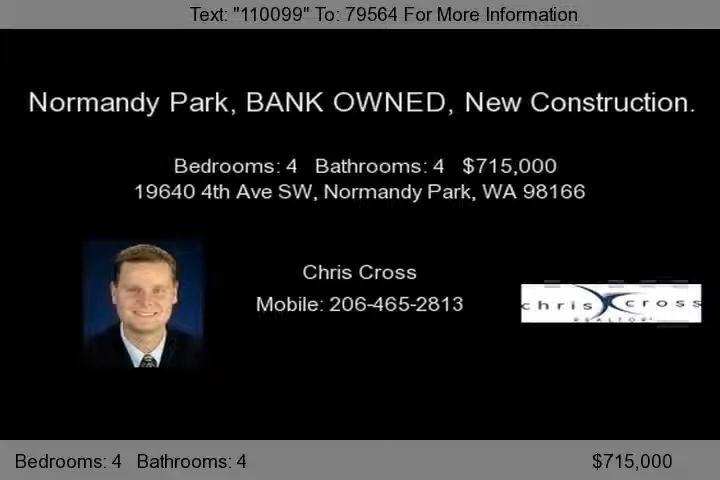 Text: "110099" To: 79564 For More Information
Normandy Park, BANK OWNED, New Construction.
Bedrooms: 4 Bathrooms: 4 $715,000
19640 4th Ave SW, Normandy Park, WA 98166
Chris Cross
Mobile: 206-465-2813
chris cross
REALTOR
Bedrooms: 4 Bathrooms: 4 $715,000